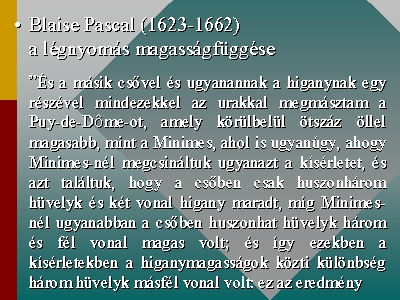 • Blaise Pascal (1623-1662)
a légnyomás magasságfüggése
”És a másik csővel és ugyanannak a higanynak egy
részével mindezekkel az urakkal megmásztam a
Puy-de-Dôme-ot, amely körülbelül ötszáz öllel
magasabb, mint a Minimes, ahol is ugyanúgy, ahogy
Minimes-nél megcsináltuk ugyanazt a kísérletet, és
azt találtuk, hogy a csőben csak huszonhárom
hüvelyk és két vonal higany maradt, míg Minimes-
nél ugyanabban a csőben huszonhat hüvelyk három
és fél vonal magas volt; és így ezekben a
kísérletekben a higanymagasságok közti különbség
három hüvelyk másfél vonal volt: ez az eredmény